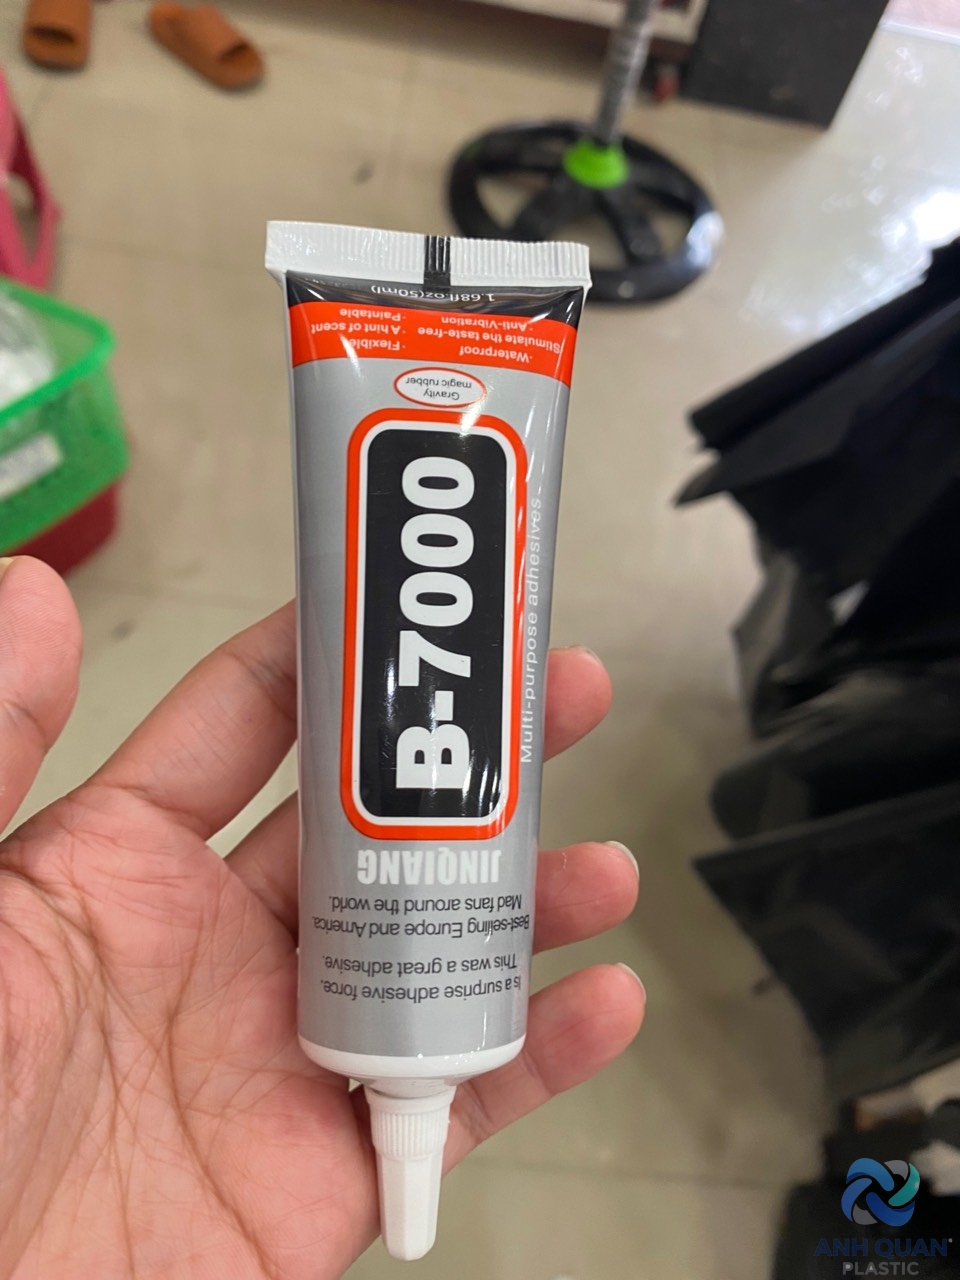 1.68fl.oz(50ml)
·Waterproof
Stimulate the taste-free
·Anti-Vibration
·Flexible
·A hint of scent
·Paintable
Gravity
magic rubber
B-7000
Multi-purpose adhesives
JINQIANG
Is a surprise adhesive force.
This was a great adhesive.
Best-selling Europe and America.
Mad fans around the world.
ANH QUAN
PLASTIC